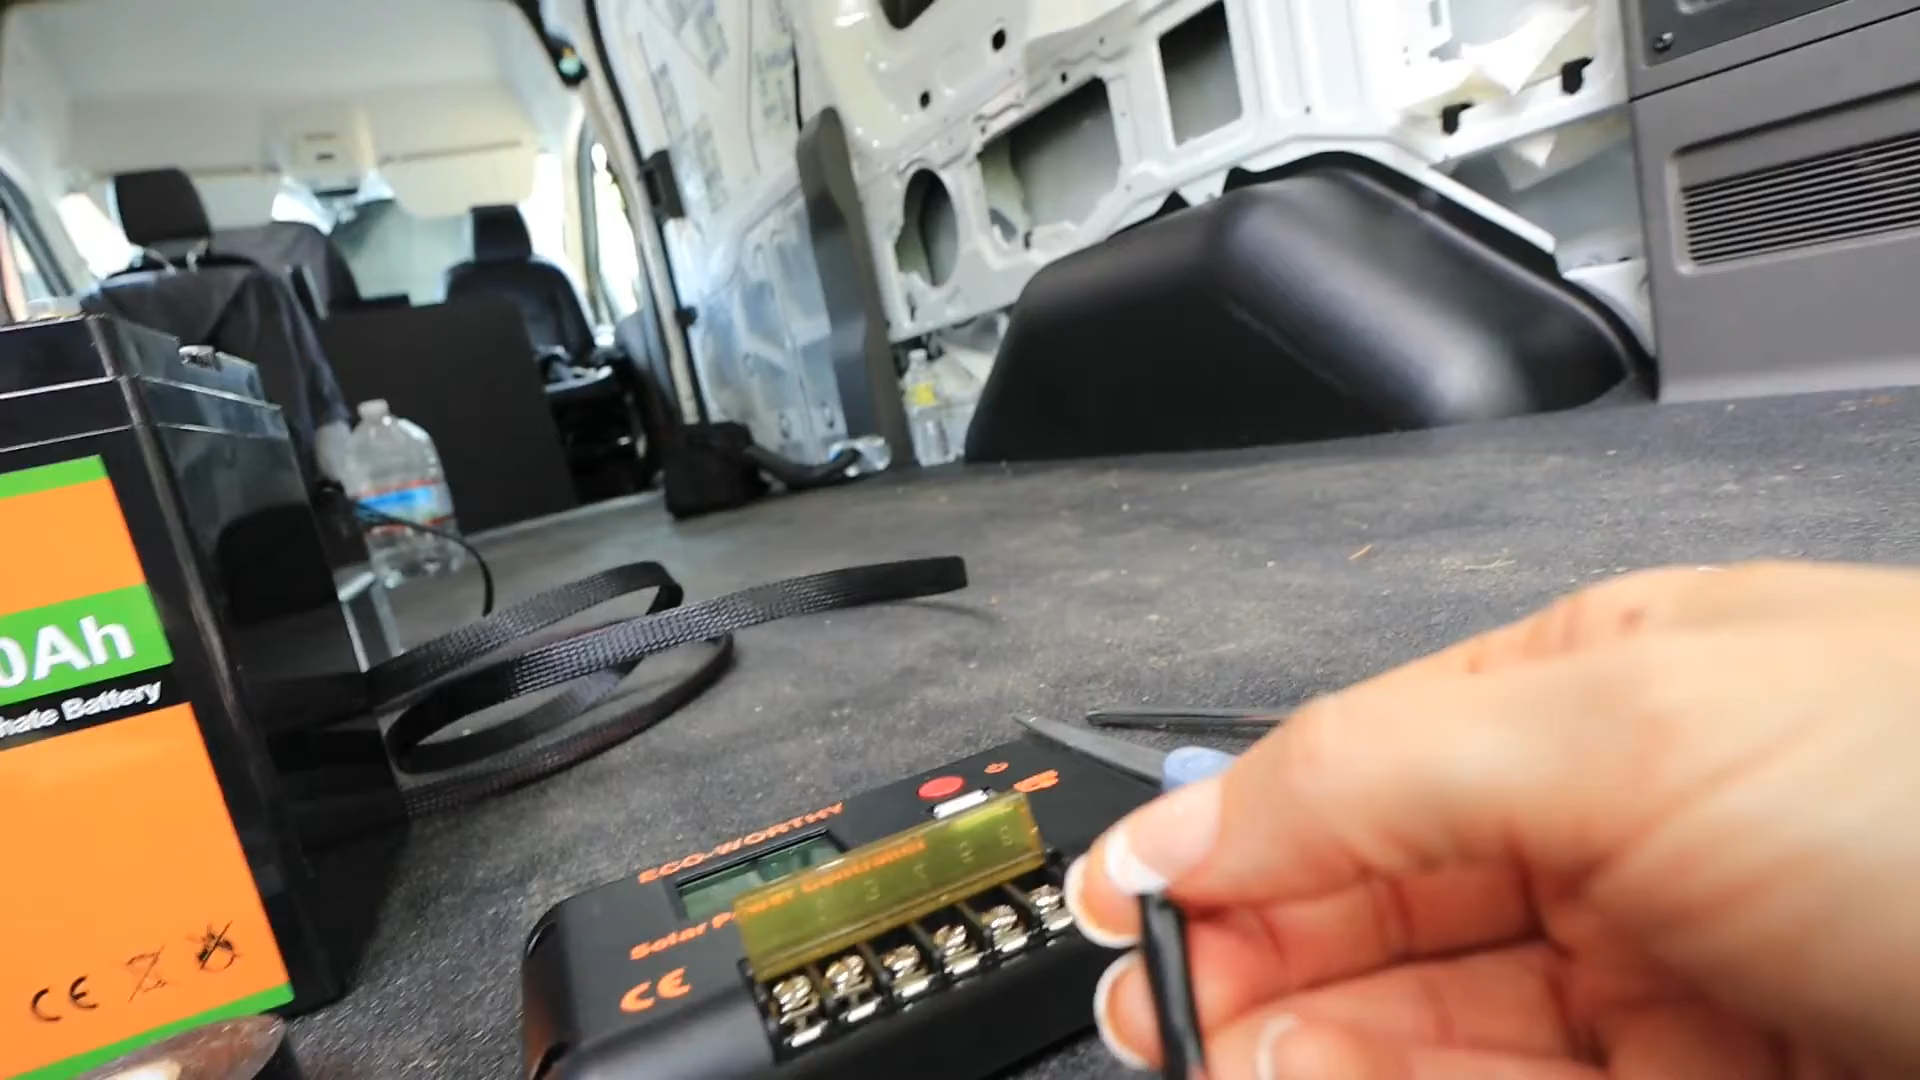 0Ah
hate Battery
CE
ECO-WORTHY
Solar Power Controller
CE